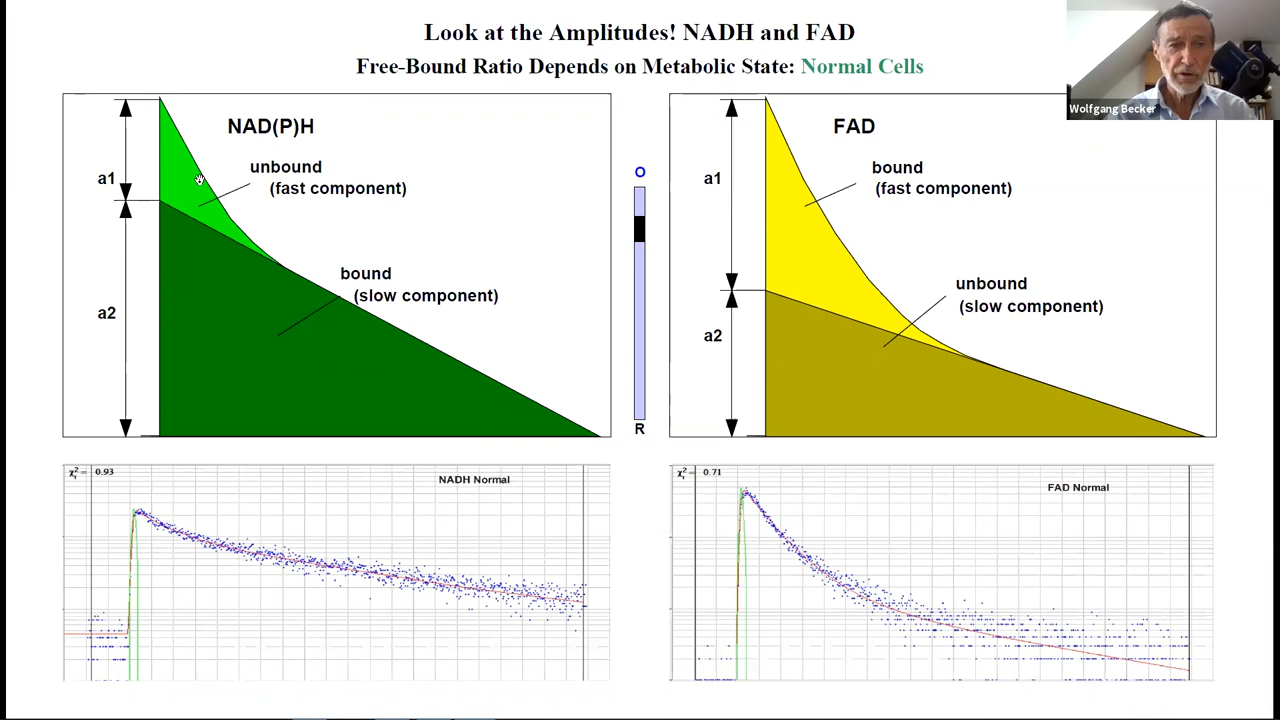 Look at the Amplitudes! NADH and FAD
Free-Bound Ratio Depends on Metabolic State: Normal Cells
Wolfgang Becker
NAD(P)H
a1
unbound
(fast component)
bound
(slow component)
a2
O
R
FAD
a1
bound
(fast component)
unbound
(slow component)
a2
χr²= 0.93
NADH Normal
χr²= 0.71
FAD Normal